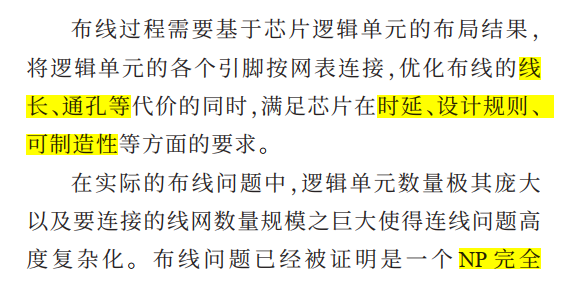 布线过程需要基于芯片逻辑单元的布局结果,
将逻辑单元的各个引脚按网表连接,优化布线的线
长、通孔等代价的同时,满足芯片在时延、设计规则、
可制造性等方面的要求。
在实际的布线问题中,逻辑单元数量极其庞大
以及要连接的线网数量规模之巨大使得连线问题高
度复杂化。布线问题已经被证明是一个 NP 完全